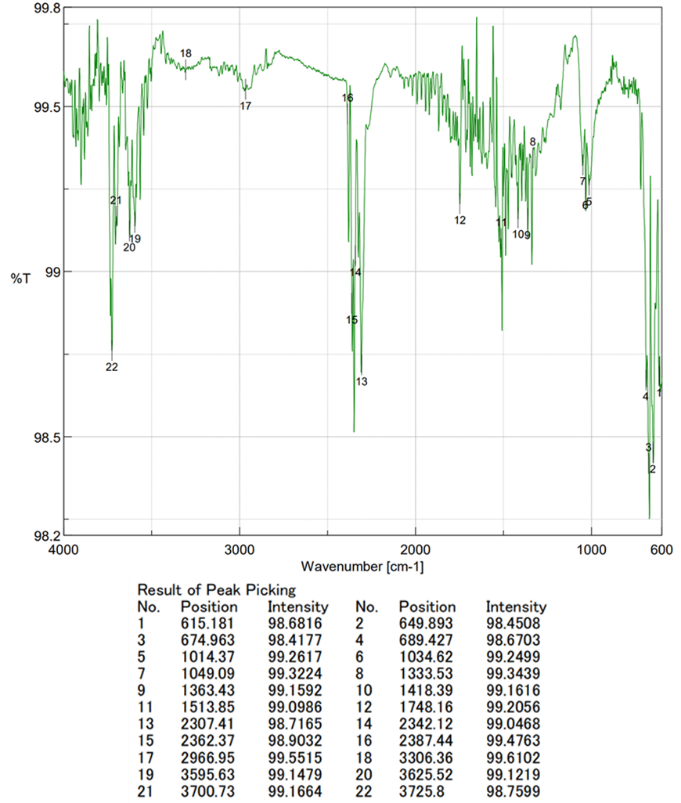 99.8
99.5
99
98.5
98.2
%T
4000
3000
2000
1000
600
Wavenumber [cm-1]
1
2
3
4
5
6
7
8
9
10
11
12
13
14
15
16
17
18
19
20
21
22
Result of Peak Picking
No. Position Intensity No. Position Intensity
1 615.181 98.6816 2 649.893 98.4508
3 674.963 98.4177 4 689.427 98.6703
5 1014.37 99.2617 6 1034.62 99.2499
7 1049.09 99.3224 8 1333.53 99.3439
9 1363.43 99.1592 10 1418.39 99.1616
11 1513.85 99.0986 12 1748.16 99.2056
13 2307.41 98.7165 14 2342.12 99.0468
15 2362.37 98.9032 16 2387.44 99.4763
17 2966.95 99.5515 18 3306.36 99.6102
19 3595.63 99.1479 20 3625.52 99.1219
21 3700.73 99.1664 22 3725.8 98.7599